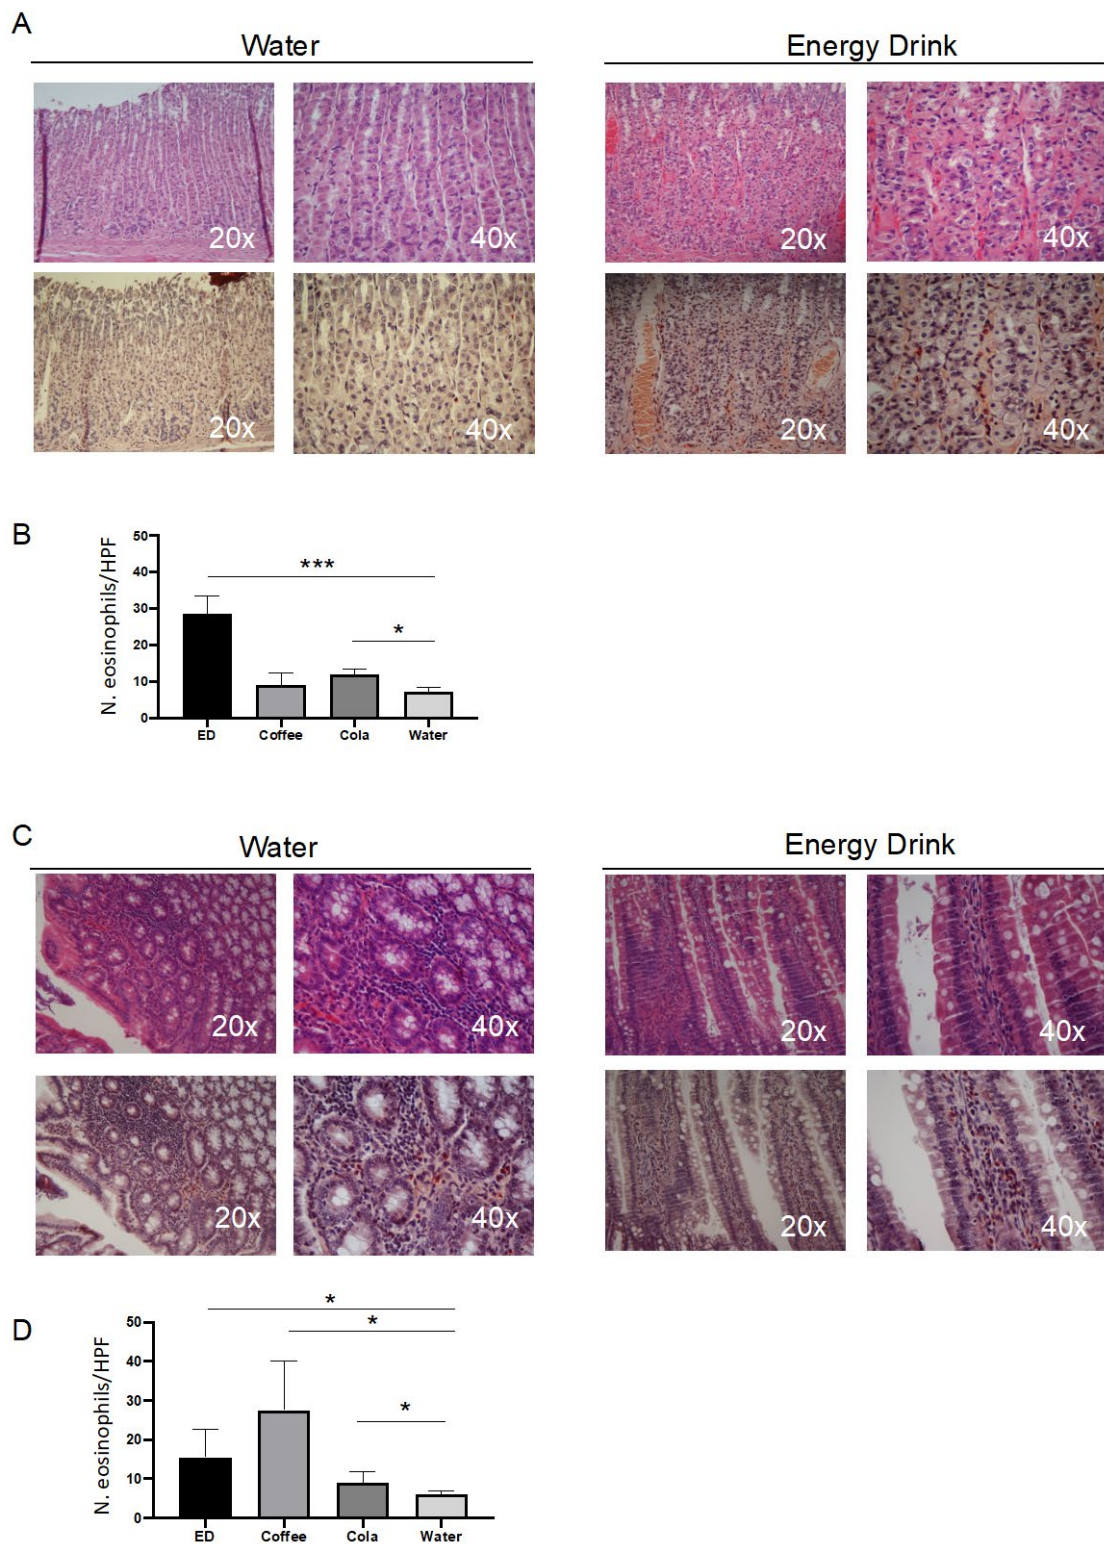 A
Water
Energy Drink
20x
40x
20x
40x
20x
40x
20x
40x
B
N. eosinophils/HPF
50
40
30
20
10
0
***
*
ED
Coffee
Cola
Water
C
Water
Energy Drink
20x
40x
20x
40x
20x
40x
20x
40x
D
N. eosinophils/HPF
50
40
30
20
10
0
*
*
*
ED
Coffee
Cola
Water